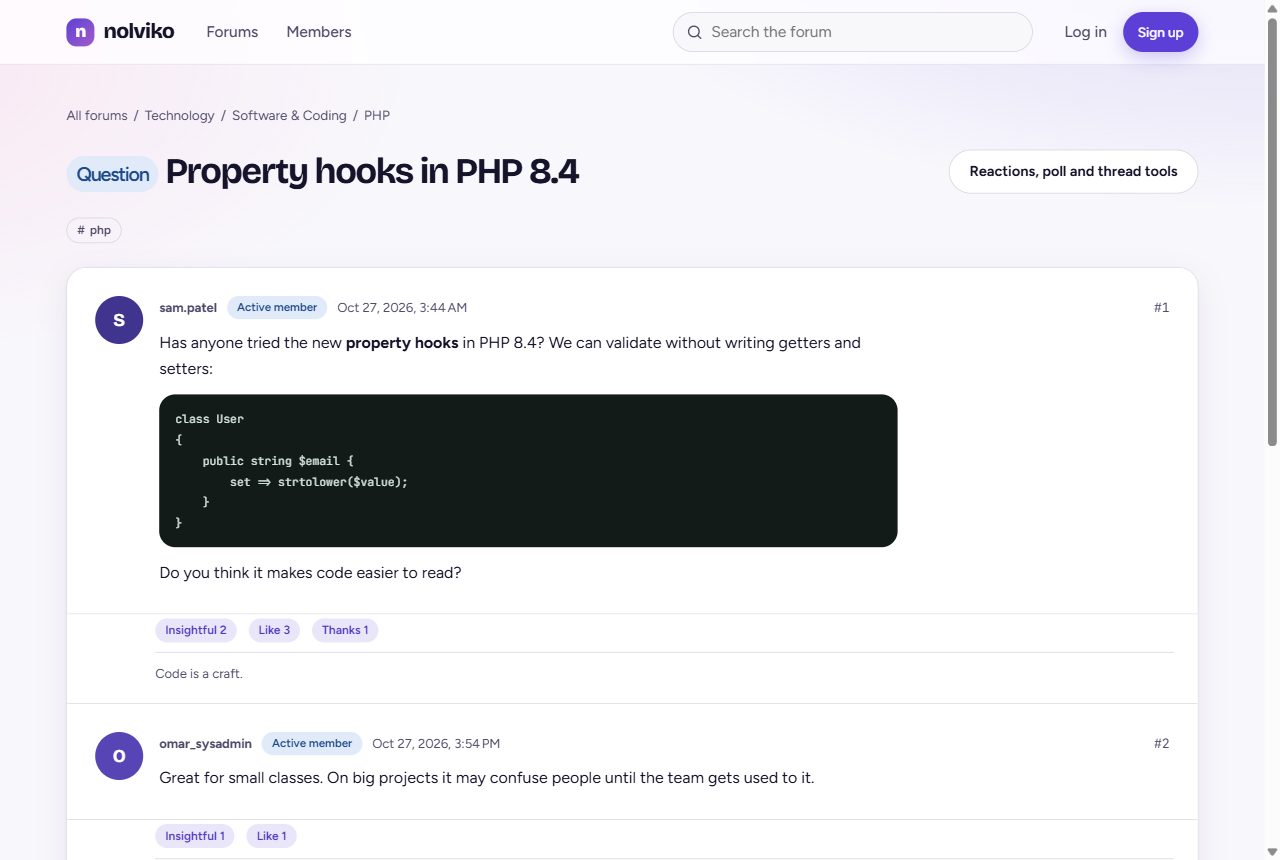 n nolviko Forums Members Search the forum Log in Sign up
All forums / Technology / Software & Coding / PHP
Question Property hooks in PHP 8.4 Reactions, poll and thread tools
# php
S sam.patel Active member Oct 27, 2026, 3:44 AM #1
Has anyone tried the new property hooks in PHP 8.4? We can validate without writing getters and
setters:
class User
{
    public string $email {
        set => strtolower($value);
    }
}
Do you think it makes code easier to read?
Insightful 2 Like 3 Thanks 1
Code is a craft.
O omar_sysadmin Active member Oct 27, 2026, 3:54 PM #2
Great for small classes. On big projects it may confuse people until the team gets used to it.
Insightful 1 Like 1